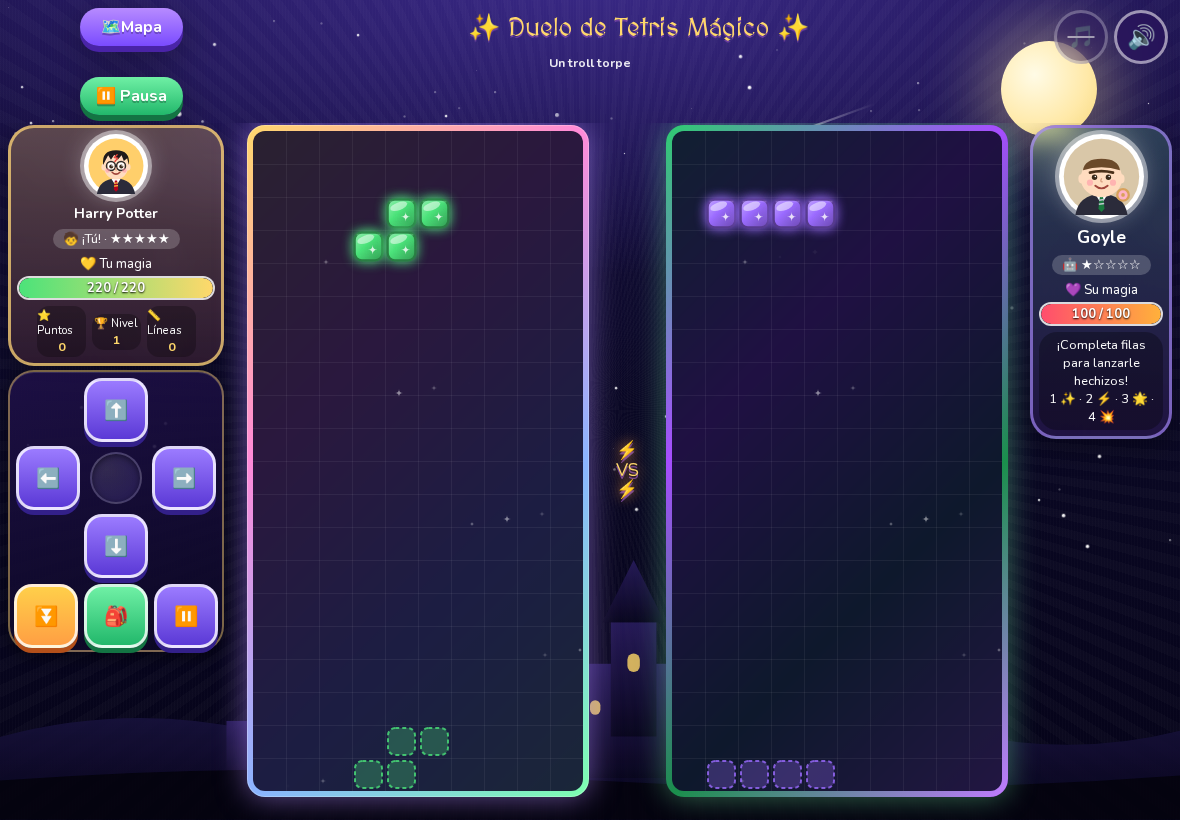 🗺️Mapa
✨ Duelo de Tetris Mágico ✨
Un troll torpe
⏸️ Pausa
Harry Potter
🧒 ¡Tú! · ★★★★★
💛 Tu magia
220 / 220
⭐ Puntos
0
🏆 Nivel
1
📏 Líneas
0
⚡
VS
⚡
Goyle
🤖 ★☆☆☆☆
💜 Su magia
100 / 100
¡Completa filas
para lanzarle
hechizos!
1 ✨ · 2 ⚡ · 3 🌟 ·
4 💥